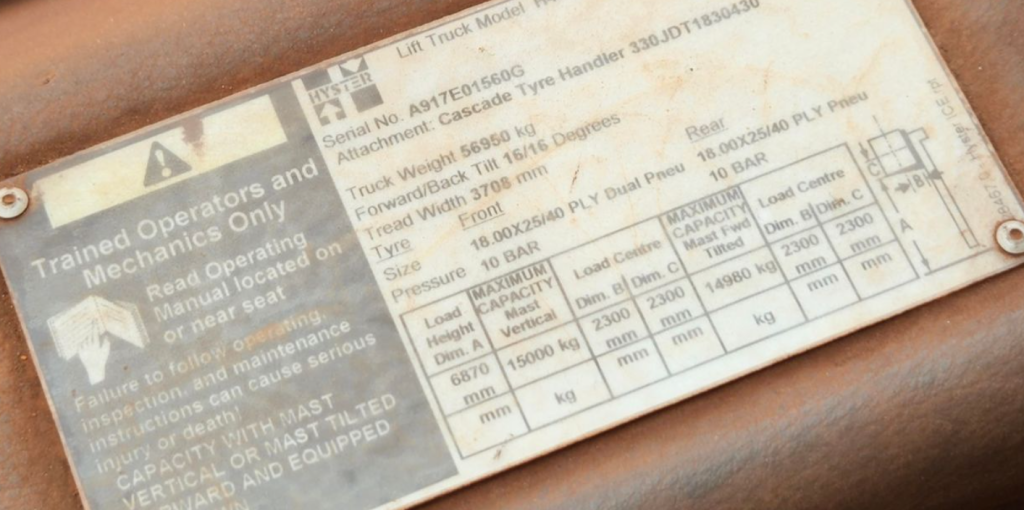 Trained Operators and
Mechanics Only
Read Operating
Manual located on
or near seat
Failure to follow operating
inspection, and maintenance
instructions can cause serious
injury or death!
CAPACITY WITH MAST
VERTICAL OR MAST TILTED
AND EQUIPPED
HYSTER
Lift Truck Model
Serial No. A917E01560G
Attachment: Cascade Tyre Handler 330JDT1830430
Truck Weight 56950 kg
Forward/Back Tilt 16/16 Degrees
Tread Width 3708 mm
Front Rear
Tyre
Size 18.00X25/40 PLY Dual Pneu 18.00X25/40 PLY Pneu
Pressure 10 BAR 10 BAR
Load Height Dim. A MAXIMUM CAPACITY Mast Vertical Load Centre Dim. B Dim. C MAXIMUM CAPACITY Mast Fwd Tilted Load Centre Dim. B Dim. C
6870 mm 15000 kg 2300 mm 2300 mm 14980 kg 2300 mm 2300 mm
mm kg mm mm kg mm mm
C
B
A